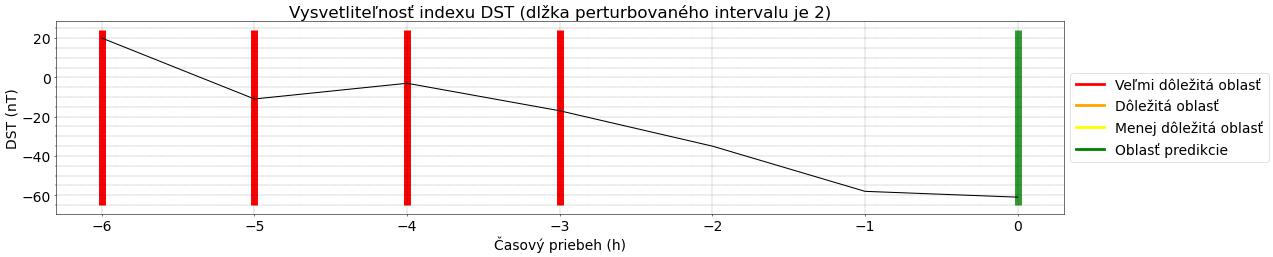 Vysvetliteľnosť indexu DST (dĺžka perturbovaného intervalu je 2)
DST (nT)
20
0
−20
−40
−60
−6
−5
−4
−3
−2
−1
0
Časový priebeh (h)
Veľmi dôležitá oblasť
Dôležitá oblasť
Menej dôležitá oblasť
Oblasť predikcie